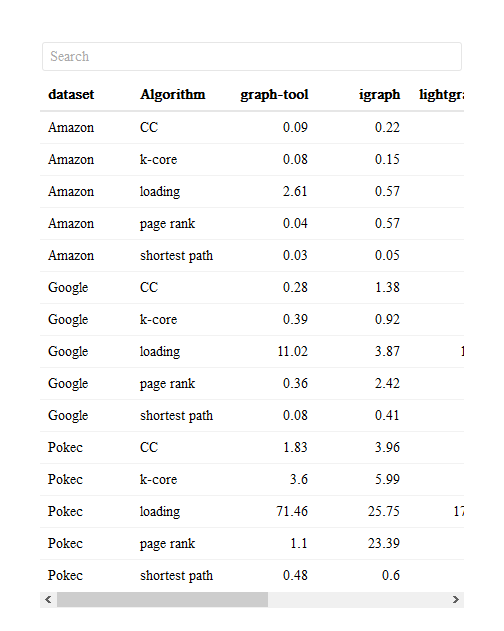 Search
dataset Algorithm graph-tool igraph lightgr
Amazon CC 0.09 0.22
Amazon k-core 0.08 0.15
Amazon loading 2.61 0.57
Amazon page rank 0.04 0.57
Amazon shortest path 0.03 0.05
Google CC 0.28 1.38
Google k-core 0.39 0.92
Google loading 11.02 3.87 1
Google page rank 0.36 2.42
Google shortest path 0.08 0.41
Pokec CC 1.83 3.96
Pokec k-core 3.6 5.99
Pokec loading 71.46 25.75 17
Pokec page rank 1.1 23.39
Pokec shortest path 0.48 0.6